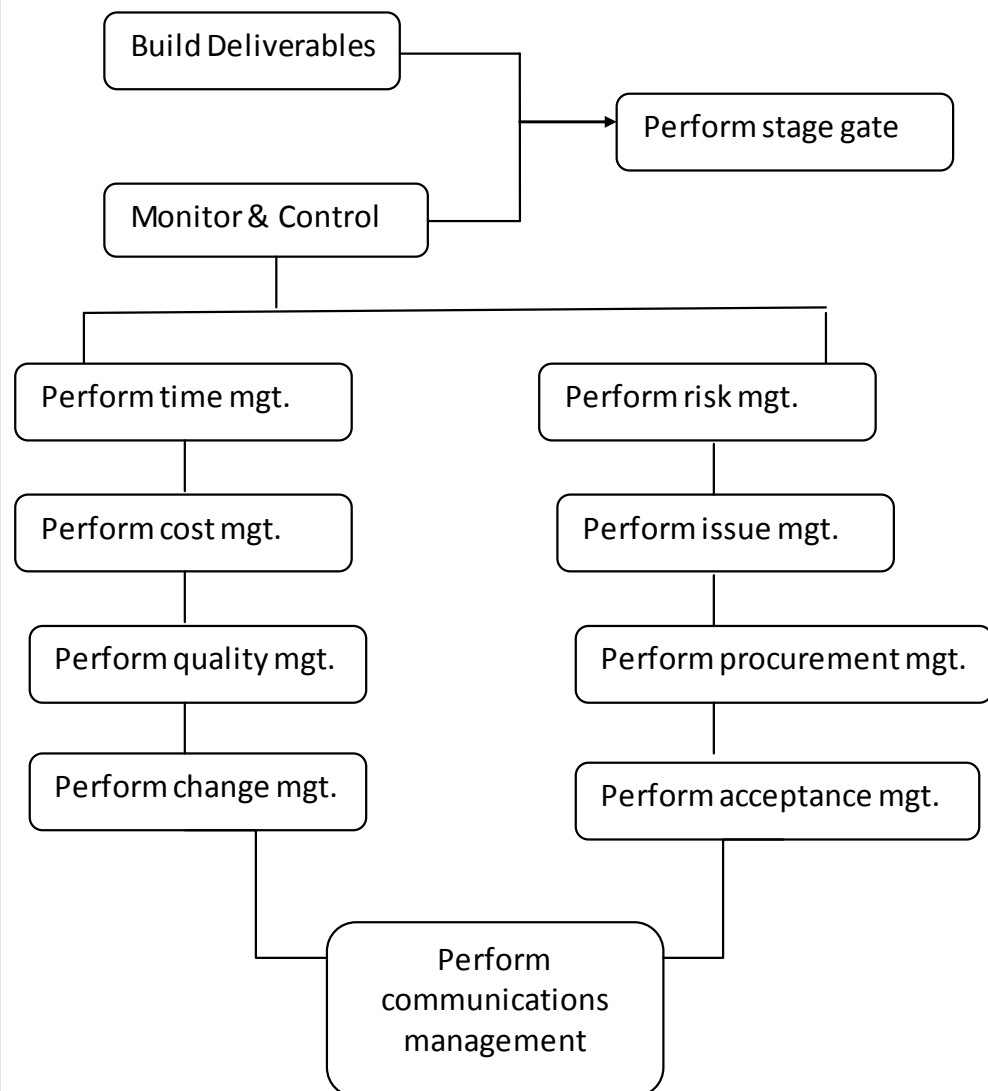 Build Deliverables
Perform stage gate
Monitor & Control
Perform time mgt.
Perform risk mgt.
Perform cost mgt.
Perform issue mgt.
Perform quality mgt.
Perform procurement mgt.
Perform change mgt.
Perform acceptance mgt.
Perform
communications
management